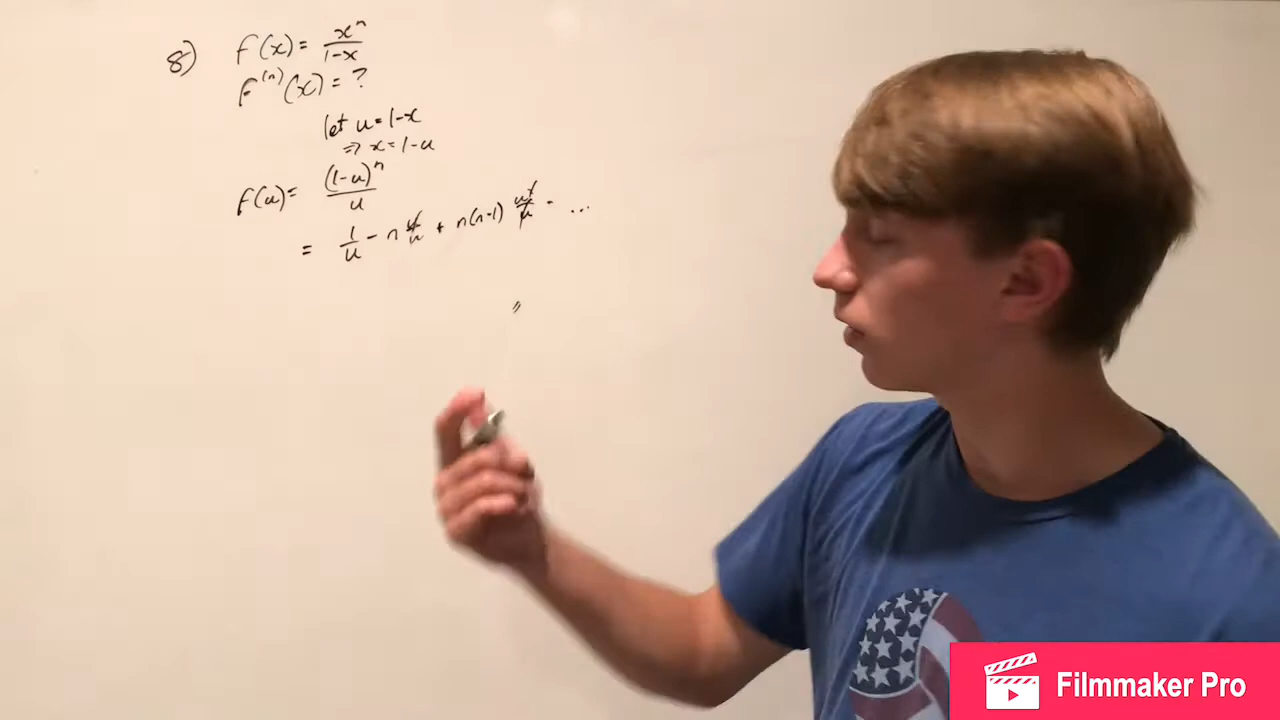 8) f(x) = x^n / 1-x
f^(n)(x) = ?
let u = 1-x
⇒ x = 1-u
f(u) = (1-u)^n / u
= 1/u - n u/u + n(n-1) u²/u - ...
"
Filmmaker Pro